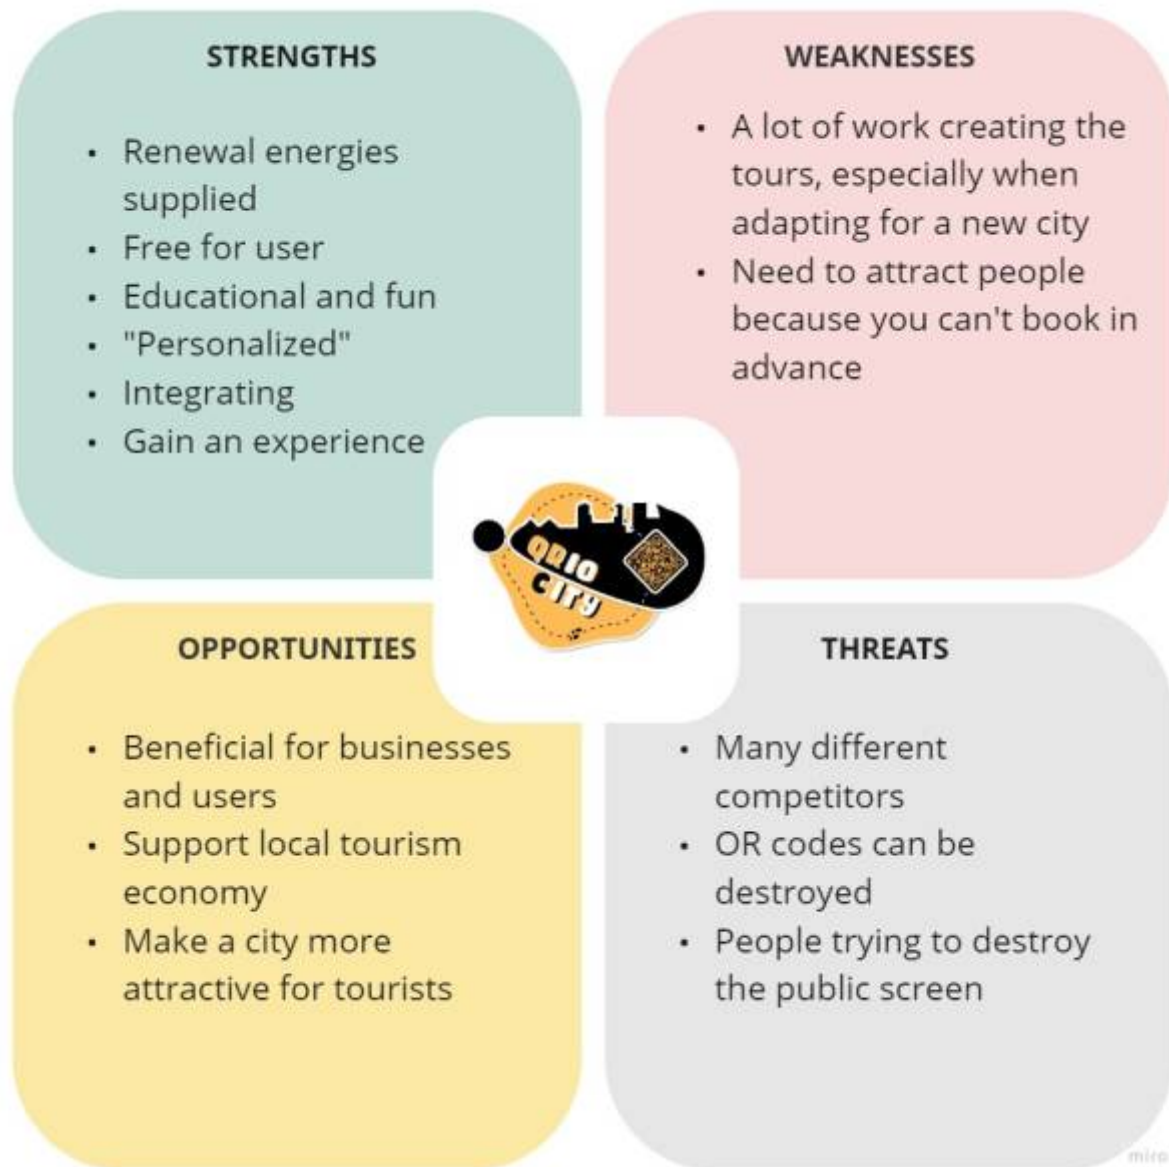 STRENGTHS
• Renewal energies
supplied
• Free for user
• Educational and fun
• "Personalized"
• Integrating
• Gain an experience
WEAKNESSES
• A lot of work creating the
tours, especially when
adapting for a new city
• Need to attract people
because you can't book in
advance
QRIO
CITY
OPPORTUNITIES
• Beneficial for businesses
and users
• Support local tourism
economy
• Make a city more
attractive for tourists
THREATS
• Many different
competitors
• OR codes can be
destroyed
• People trying to destroy
the public screen
miro